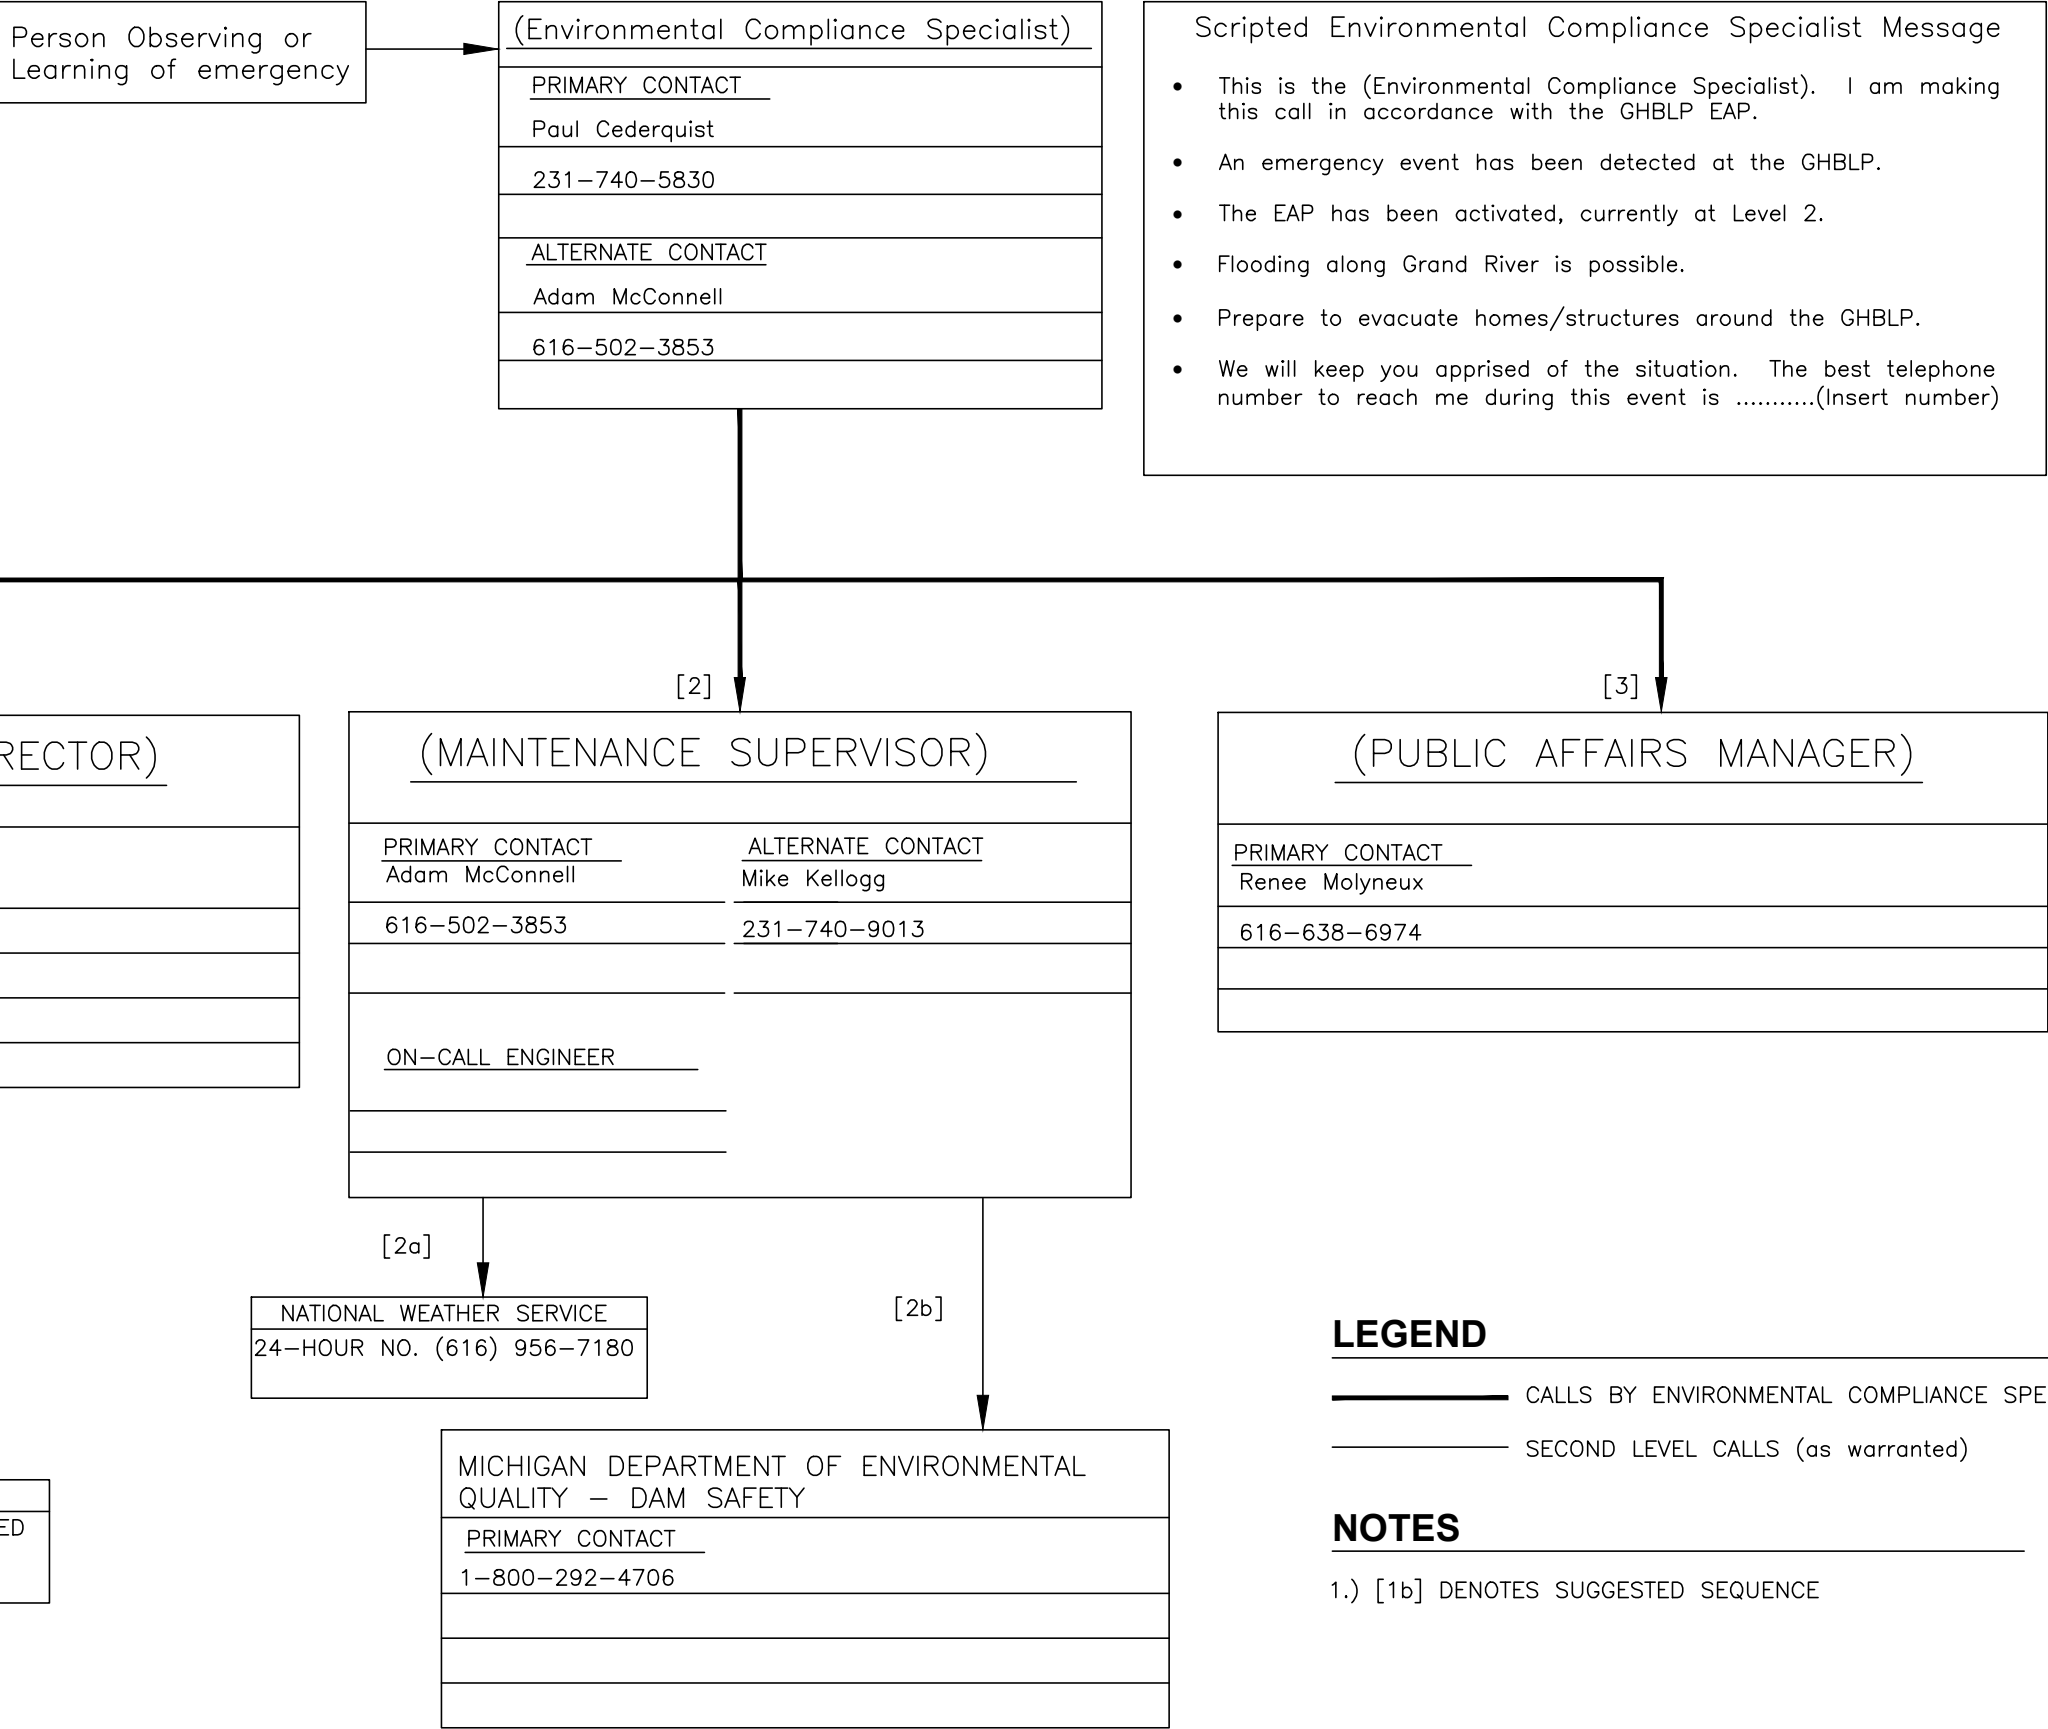 Person Observing or
Learning of emergency
(Environmental Compliance Specialist)
PRIMARY CONTACT
Paul Cederquist
231-740-5830
ALTERNATE CONTACT
Adam McConnell
616-502-3853
Scripted Environmental Compliance Specialist Message
• This is the (Environmental Compliance Specialist). I am making
this call in accordance with the GHBLP EAP.
• An emergency event has been detected at the GHBLP.
• The EAP has been activated, currently at Level 2.
• Flooding along Grand River is possible.
• Prepare to evacuate homes/structures around the GHBLP.
• We will keep you apprised of the situation. The best telephone
number to reach me during this event is ...........(Insert number)
[2]
[3]
RECTOR)
(MAINTENANCE SUPERVISOR)
PRIMARY CONTACT
Adam McConnell
616-502-3853
ALTERNATE CONTACT
Mike Kellogg
231-740-9013
ON-CALL ENGINEER
(PUBLIC AFFAIRS MANAGER)
PRIMARY CONTACT
Renee Molyneux
616-638-6974
[2a]
[2b]
NATIONAL WEATHER SERVICE
24-HOUR NO. (616) 956-7180
MICHIGAN DEPARTMENT OF ENVIRONMENTAL
QUALITY - DAM SAFETY
PRIMARY CONTACT
1-800-292-4706
ED
LEGEND
CALLS BY ENVIRONMENTAL COMPLIANCE SPE
SECOND LEVEL CALLS (as warranted)
NOTES
1.) [1b] DENOTES SUGGESTED SEQUENCE